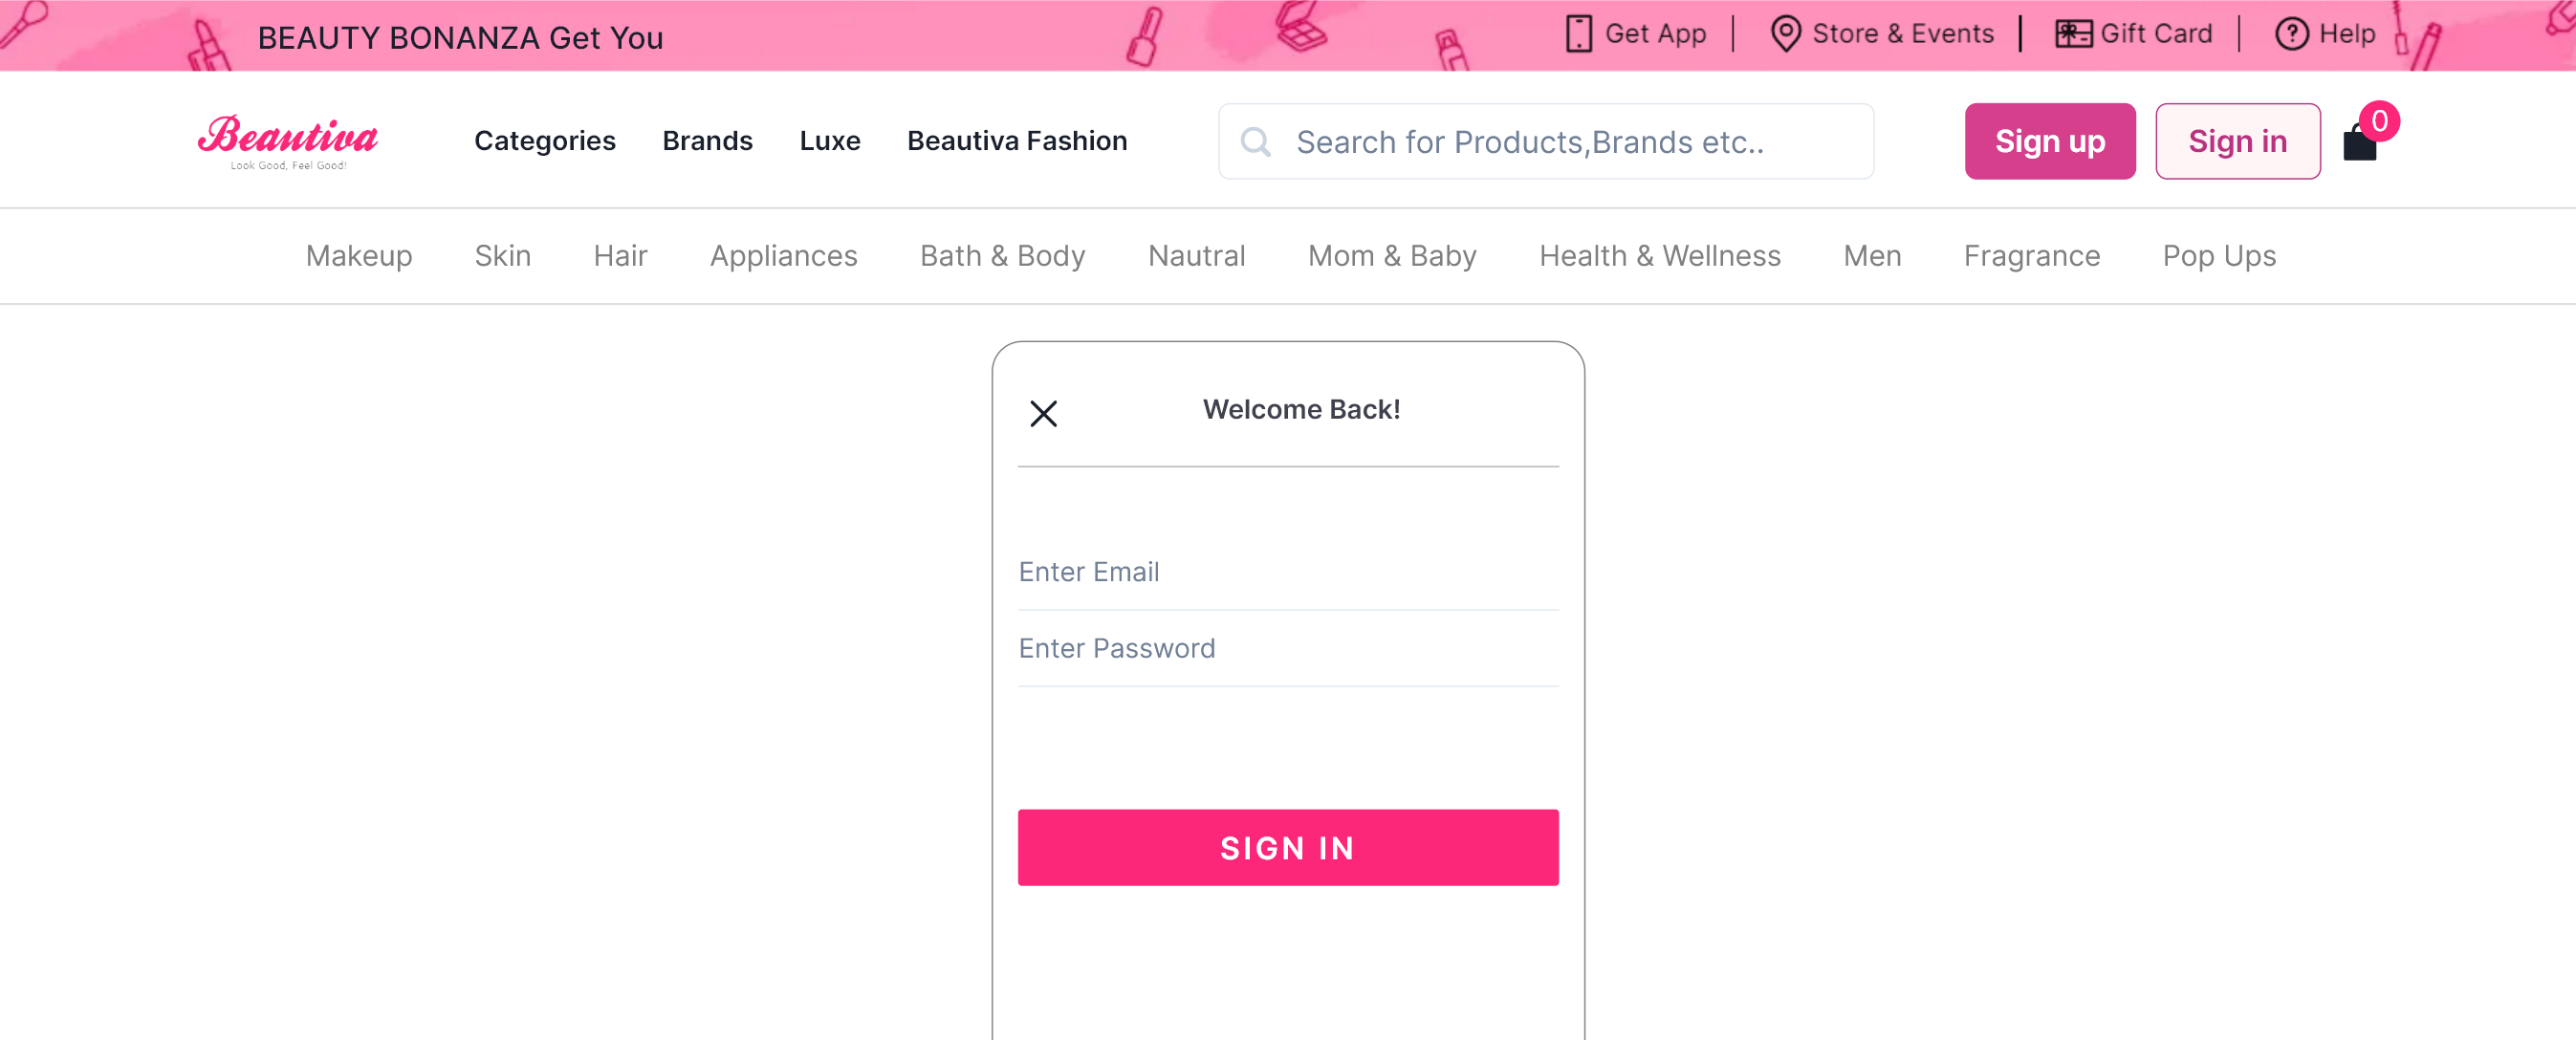 BEAUTY BONANZA Get You
Get App
Store & Events
Gift Card
Help
Beautiva
Look Good, Feel Good!
Categories Brands Luxe Beautiva Fashion
Search for Products,Brands etc..
Sign up
Sign in
0
Makeup Skin Hair Appliances Bath & Body Nautral Mom & Baby Health & Wellness Men Fragrance Pop Ups
Welcome Back!
Enter Email
Enter Password
SIGN IN